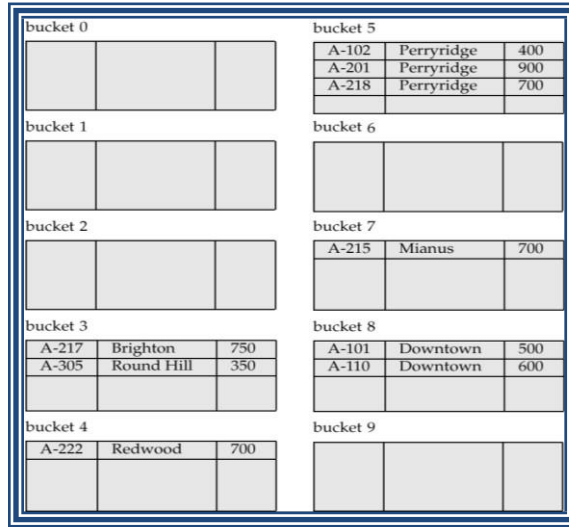 bucket 0
bucket 1
bucket 2
bucket 3
A-217 Brighton 750
A-305 Round Hill 350
bucket 4
A-222 Redwood 700
bucket 5
A-102 Perryridge 400
A-201 Perryridge 900
A-218 Perryridge 700
bucket 6
bucket 7
A-215 Mianus 700
bucket 8
A-101 Downtown 500
A-110 Downtown 600
bucket 9